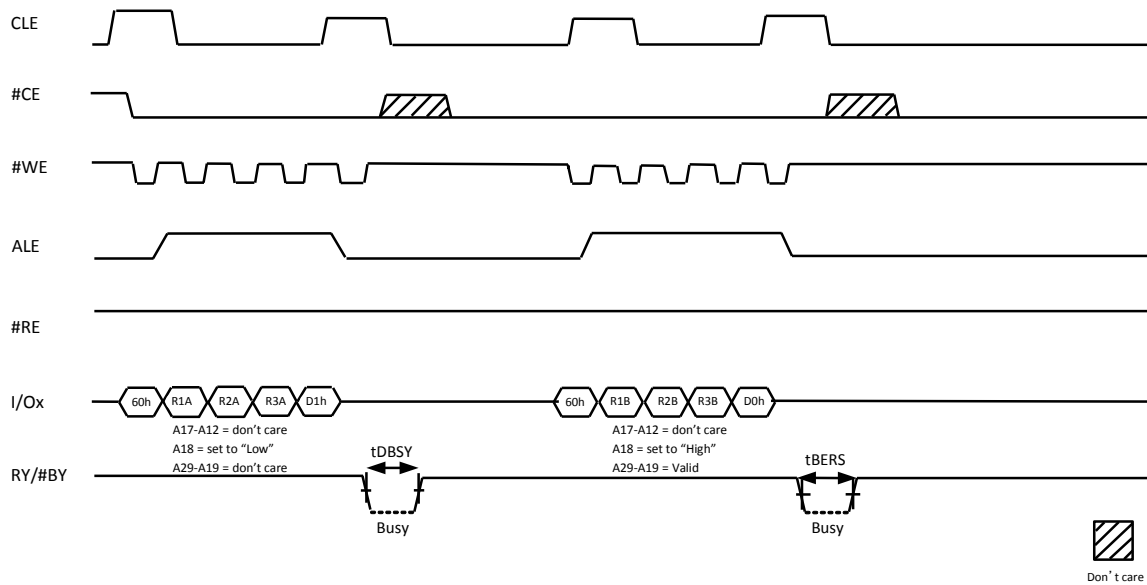 CLE
#CE
#WE
ALE
#RE
I/Ox
60h R1A R2A R3A D1h
60h R1B R2B R3B D0h
A17-A12 = don't care
A18 = set to "Low"
A29-A19 = don't care
A17-A12 = don't care
A18 = set to "High"
A29-A19 = Valid
RY/#BY
tDBSY
Busy
tBERS
Busy
Don't care